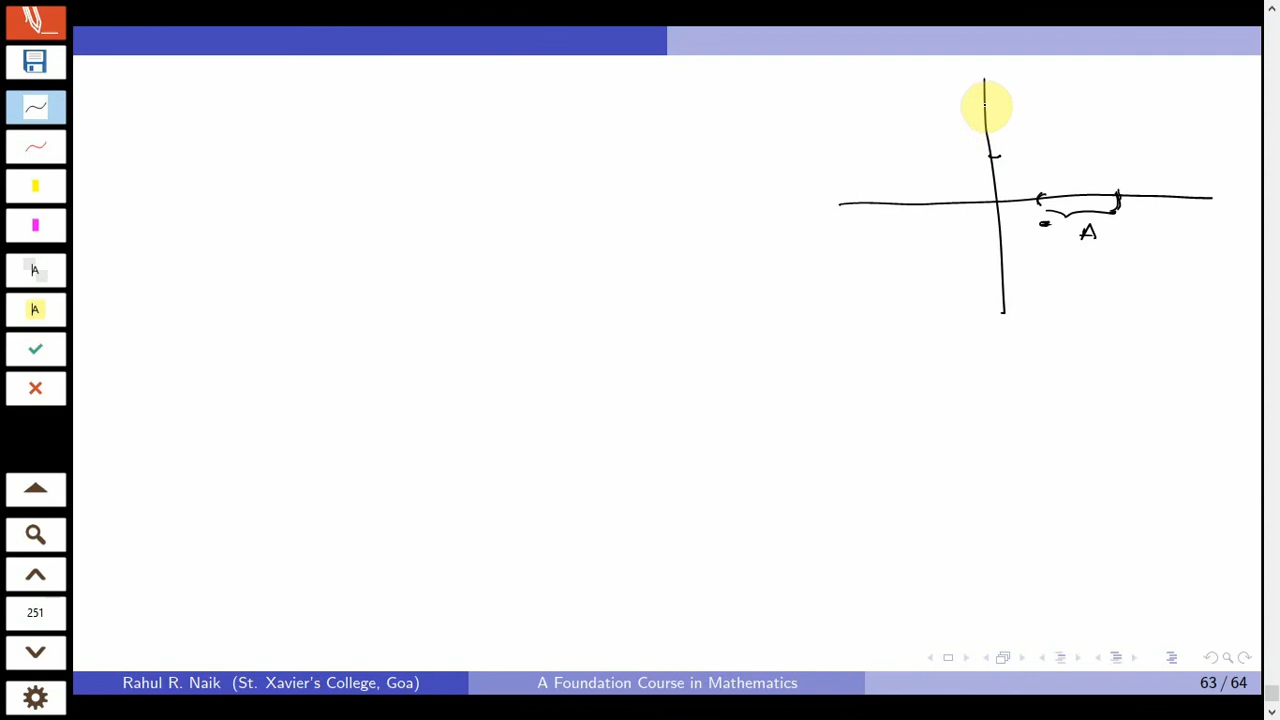 A
A
A
251
Rahul R. Naik (St. Xavier's College, Goa)
A Foundation Course in Mathematics
63 / 64